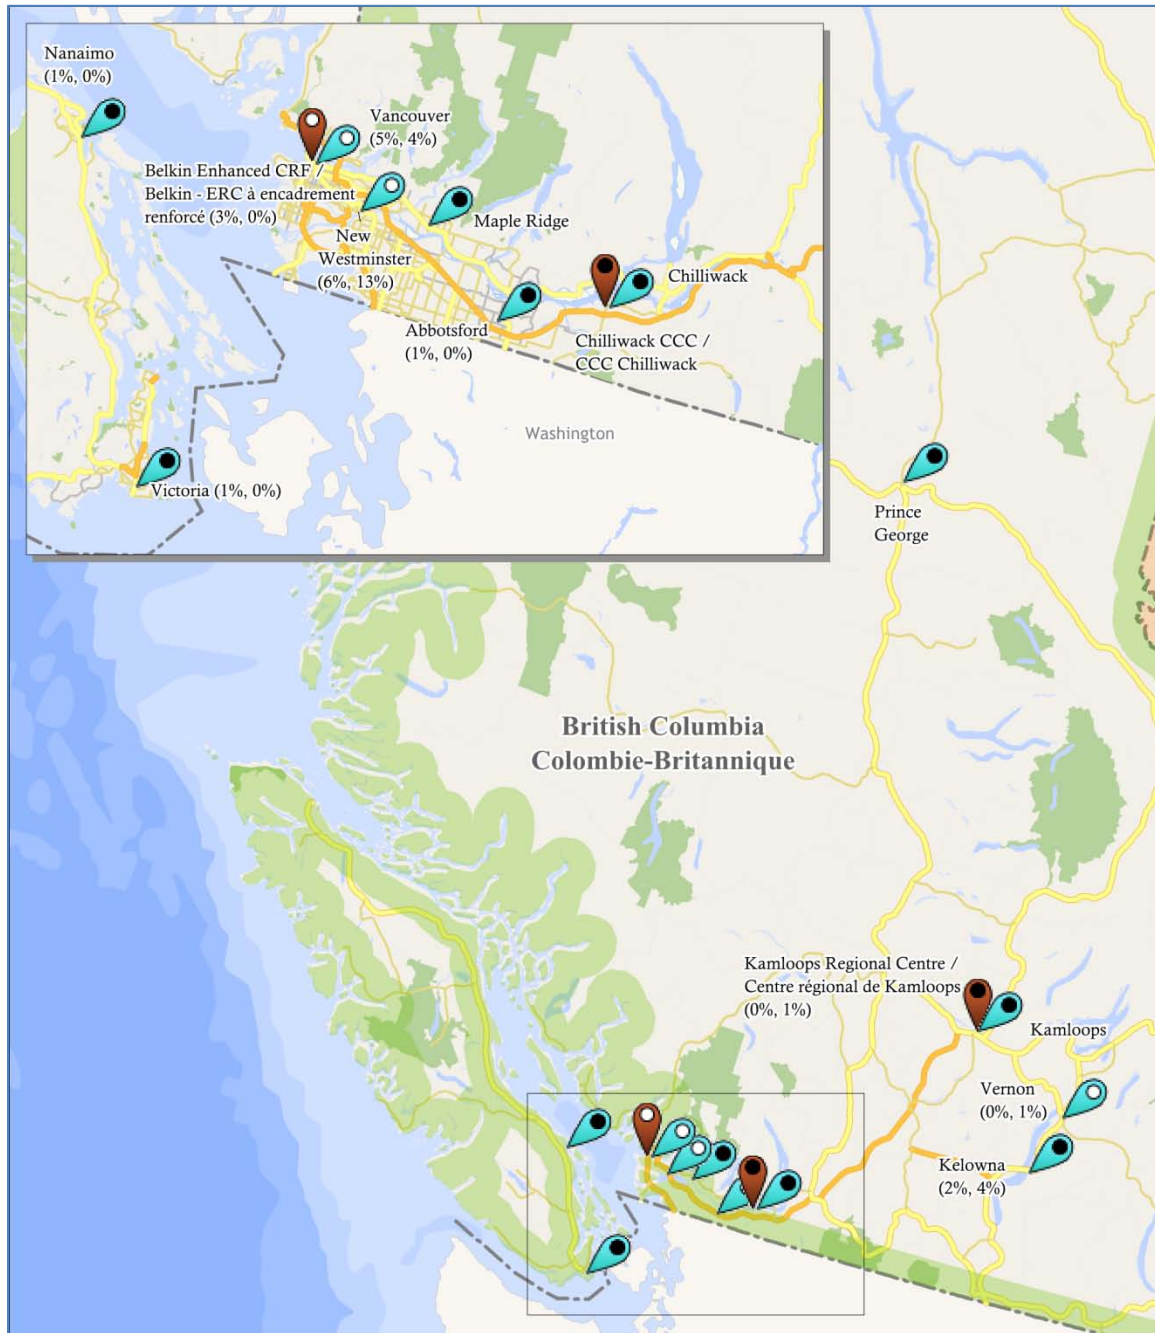 Nanaimo
(1%, 0%)
Vancouver
(5%, 4%)
Belkin Enhanced CRF /
Belkin - ERC à encadrement
renforcé (3%, 0%)
Maple Ridge
New
Westminster
(6%, 13%)
Chilliwack
Abbotsford
(1%, 0%)
Chilliwack CCC /
CCC Chilliwack
Washington
Victoria (1%, 0%)
Prince
George
British Columbia
Colombie-Britannique
Kamloops Regional Centre /
Centre régional de Kamloops
(0%, 1%)
Kamloops
Vernon
(0%, 1%)
Kelowna
(2%, 4%)